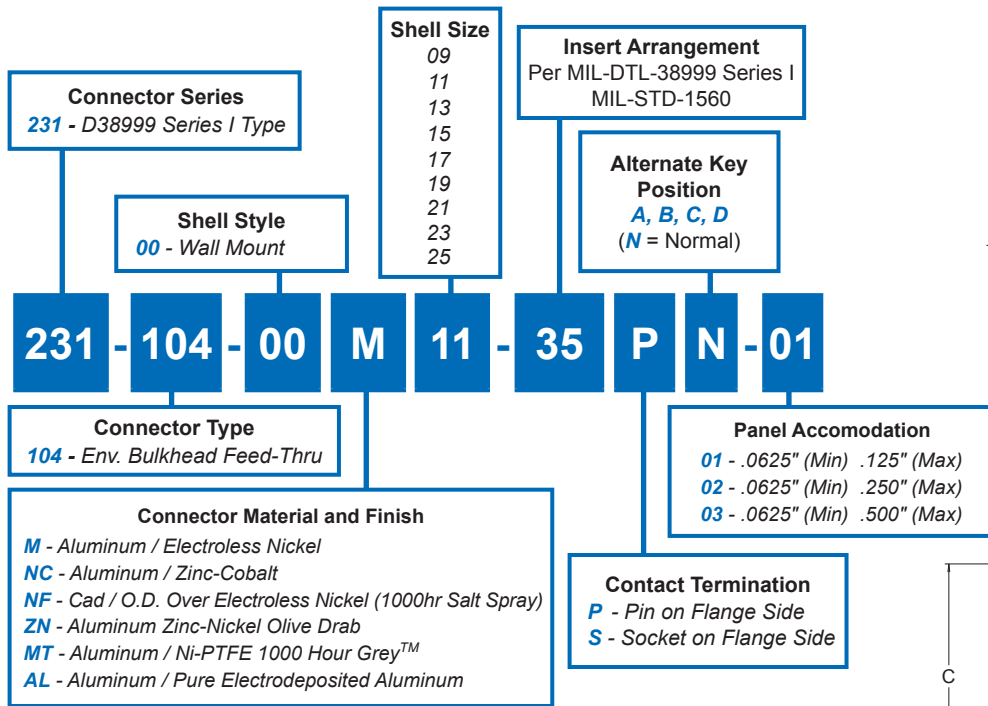 Connector Series
231 - D38999 Series I Type
Shell Style
00 - Wall Mount
Shell Size
09
11
13
15
17
19
21
23
25
Insert Arrangement
Per MIL-DTL-38999 Series I
MIL-STD-1560
Alternate Key
Position
A, B, C, D
(N = Normal)
231 - 104 - 00 M 11 - 35 P N - 01
Connector Type
104 - Env. Bulkhead Feed-Thru
Connector Material and Finish
M - Aluminum / Electroless Nickel
NC - Aluminum / Zinc-Cobalt
NF - Cad / O.D. Over Electroless Nickel (1000hr Salt Spray)
ZN - Aluminum Zinc-Nickel Olive Drab
MT - Aluminum / Ni-PTFE 1000 Hour Grey™
AL - Aluminum / Pure Electrodeposited Aluminum
Contact Termination
P - Pin on Flange Side
S - Socket on Flange Side
Panel Accomodation
01 - .0625" (Min) .125" (Max)
02 - .0625" (Min) .250" (Max)
03 - .0625" (Min) .500" (Max)
C